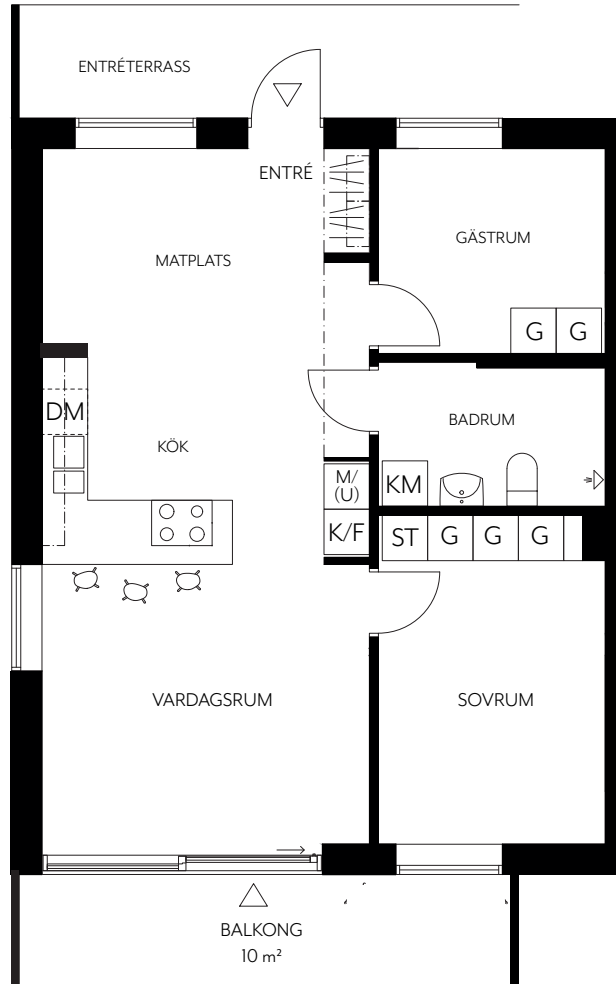 ENTRÉTERRASS
ENTRÉ
GÄSTRUM
MATPLATS
G G
DM
BADRUM
KÖK
M/
(U)
KM
K/F
ST G G G
VARDAGSRUM
SOVRUM
BALKONG
10 m²